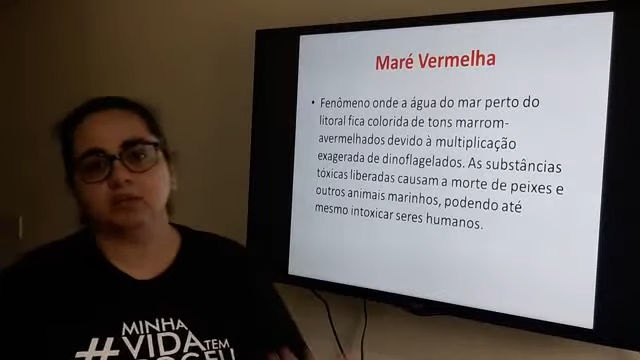 Maré Vermelha
• Fenômeno onde a água do mar perto do
litoral fica colorida de tons marrom-
avermelhados devido à multiplicação
exagerada de dinoflagelados. As substâncias
tóxicas liberadas causam a morte de peixes e
outros animais marinhos, podendo até
mesmo intoxicar seres humanos.
MINHA
#VIDA TEM